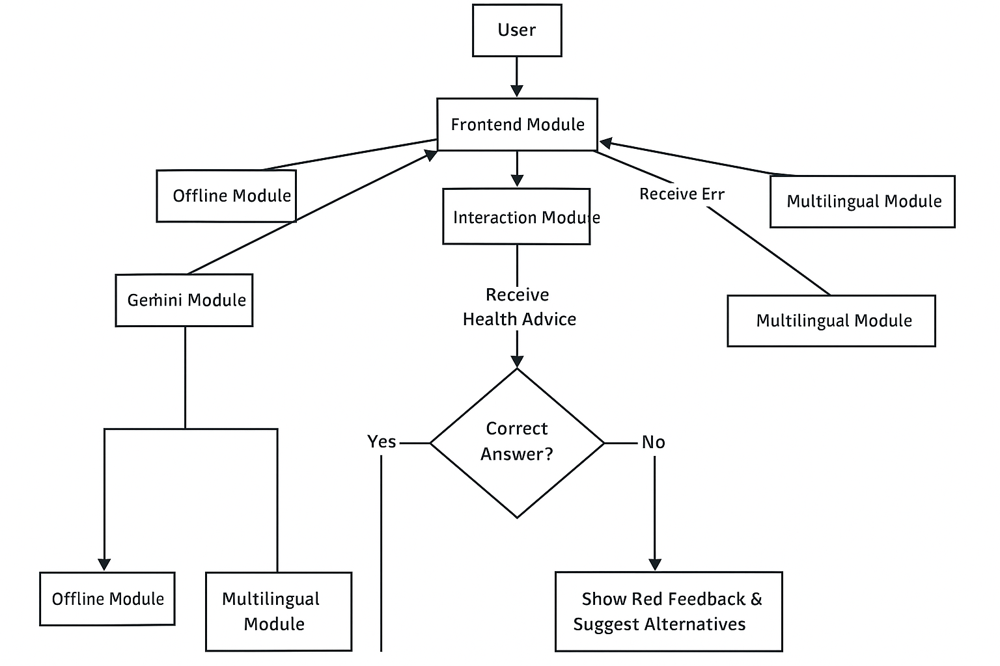 User
Frontend Module
Offline Module
Interaction Module
Receive Err
Multilingual Module
Gemini Module
Receive
Health Advice
Multilingual Module
Correct
Answer?
Yes
No
Offline Module
Multilingual
Module
Show Red Feedback &
Suggest Alternatives